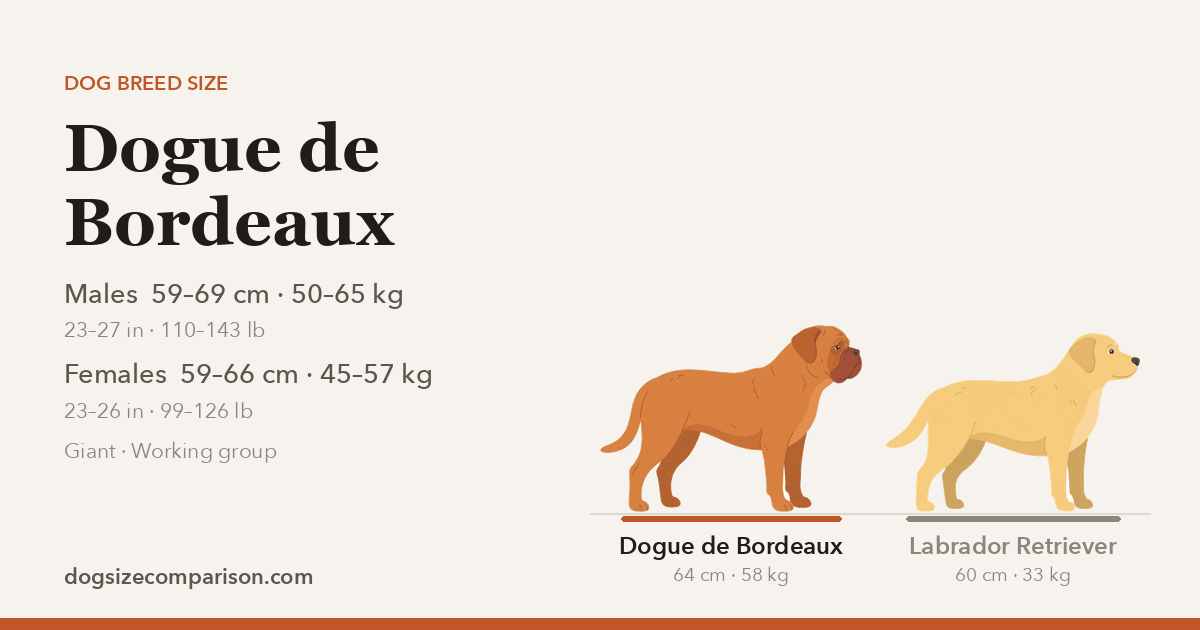 DOG BREED SIZE
Dogue de
Bordeaux
Males 59–69 cm · 50–65 kg
23–27 in · 110–143 lb
Females 59–66 cm · 45–57 kg
23–26 in · 99–126 lb
Giant · Working group
dogsizecomparison.com
Dogue de Bordeaux
64 cm · 58 kg
Labrador Retriever
60 cm · 33 kg